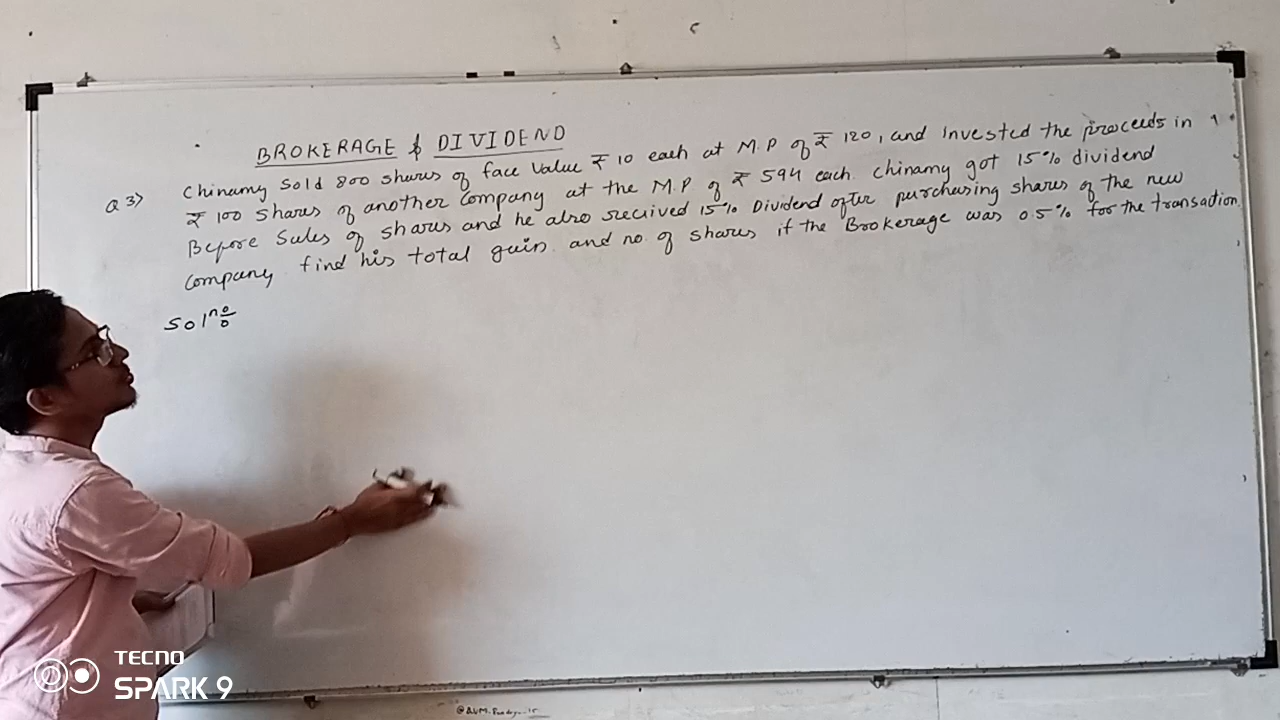 BROKERAGE & DIVIDEND
Q 3) Chinamy Sold 800 shares of face Value ₹ 10 each at M.P of ₹ 120, and Invested the proceeds in
₹ 100 Shares of another Company at the M.P of ₹ 594 each. Chinamy got 15% dividend
Before Sales of shares and he also received 15% Dividend after purchasing shares of the new
Company find his total gain and no. of shares if the Brokerage was 0.5% for the transaction.
Solⁿ:
TECNO
SPARK 9